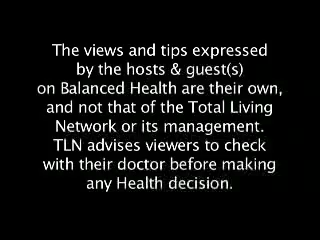 The views and tips expressed
by the hosts & guest(s)
on Balanced Health are their own,
and not that of the Total Living
Network or its management.
TLN advises viewers to check
with their doctor before making
any Health decision.